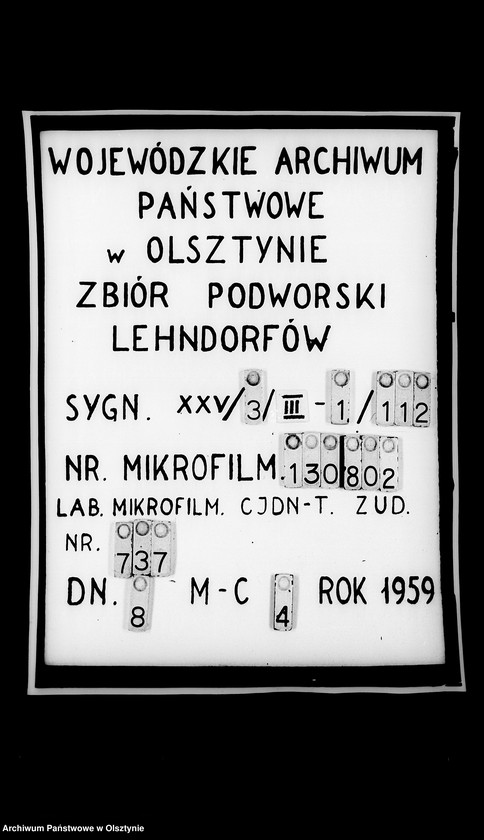 WOJEWÓDZKIE ARCHIWUM
PAŃSTWOWE
w OLSZTYNIE
ZBIÓR PODWORSKI
LEHNDORFÓW
SYGN. XXV/3/III-1/112
NR. MIKROFILM.130802
LAB. MIKROFILM. CJDN-T. ZUD.
NR. 737
DN. 8 M-C 4 ROK 1959
Archiwum Państwowe w Olsztynie